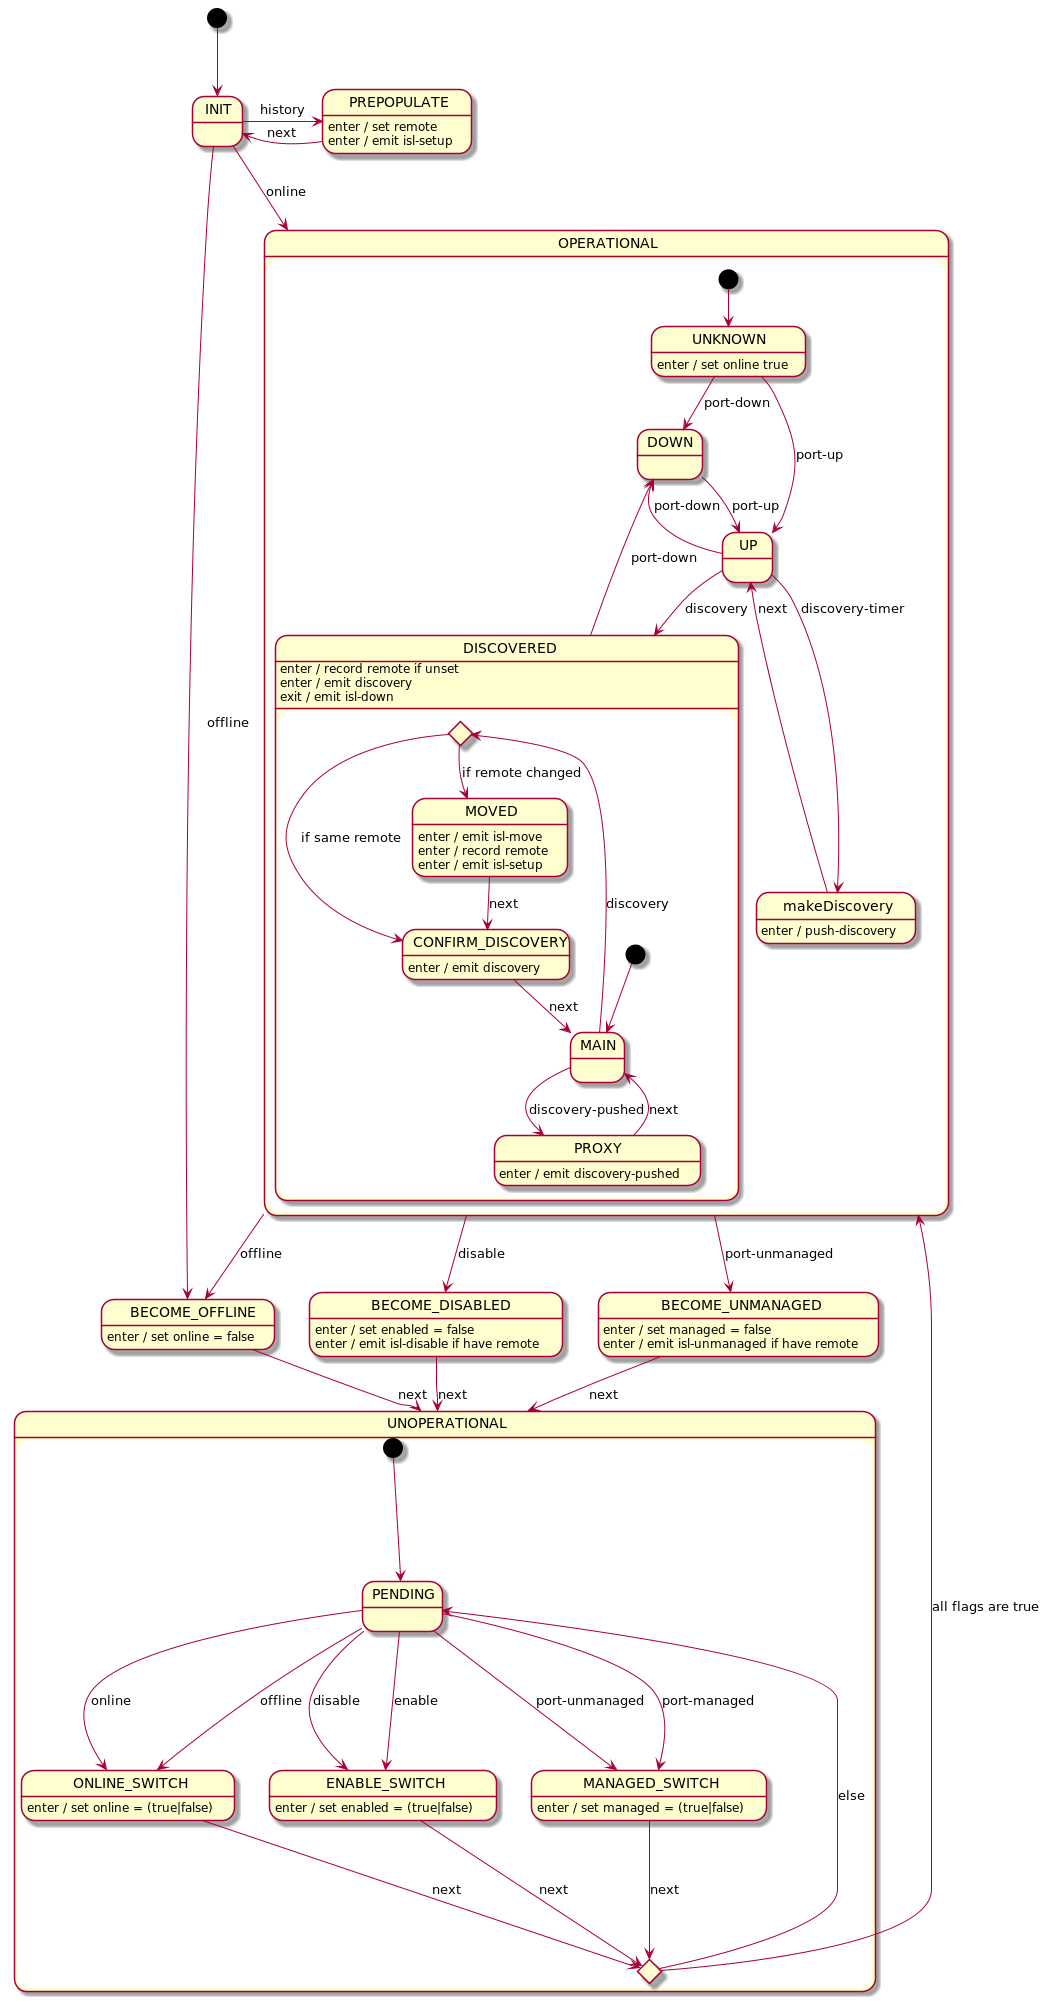 INIT
history
PREPOPULATE
enter / set remote
enter / emit isl-setup
next
online
OPERATIONAL
UNKNOWN
enter / set online true
port-down
DOWN
port-up
port-down
port-up
UP
port-down
discovery
next
discovery-timer
DISCOVERED
enter / record remote if unset
enter / emit discovery
exit / emit isl-down
offline
if remote changed
MOVED
enter / emit isl-move
enter / record remote
enter / emit isl-setup
if same remote
next
discovery
makeDiscovery
enter / push-discovery
CONFIRM_DISCOVERY
enter / emit discovery
next
MAIN
discovery-pushed
next
PROXY
enter / emit discovery-pushed
offline
disable
port-unmanaged
BECOME_OFFLINE
enter / set online = false
BECOME_DISABLED
enter / set enabled = false
enter / emit isl-disable if have remote
BECOME_UNMANAGED
enter / set managed = false
enter / emit isl-unmanaged if have remote
next
next
next
UNOPERATIONAL
PENDING
all flags are true
online
offline
disable
enable
port-unmanaged
port-managed
ONLINE_SWITCH
enter / set online = (true|false)
ENABLE_SWITCH
enter / set enabled = (true|false)
MANAGED_SWITCH
enter / set managed = (true|false)
else
next
next
next